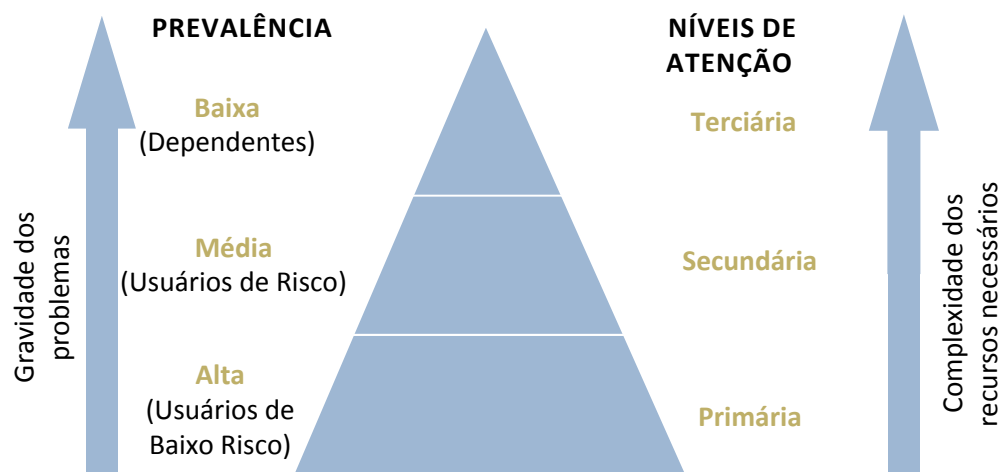 PREVALÊNCIA
NÍVEIS DE
ATENÇÃO
Baixa
(Dependentes)
Terciária
Gravidade dos
problemas
Média
(Usuários de Risco)
Secundária
Complexidade dos
recursos necessários
Alta
(Usuários de
Baixo Risco)
Primária